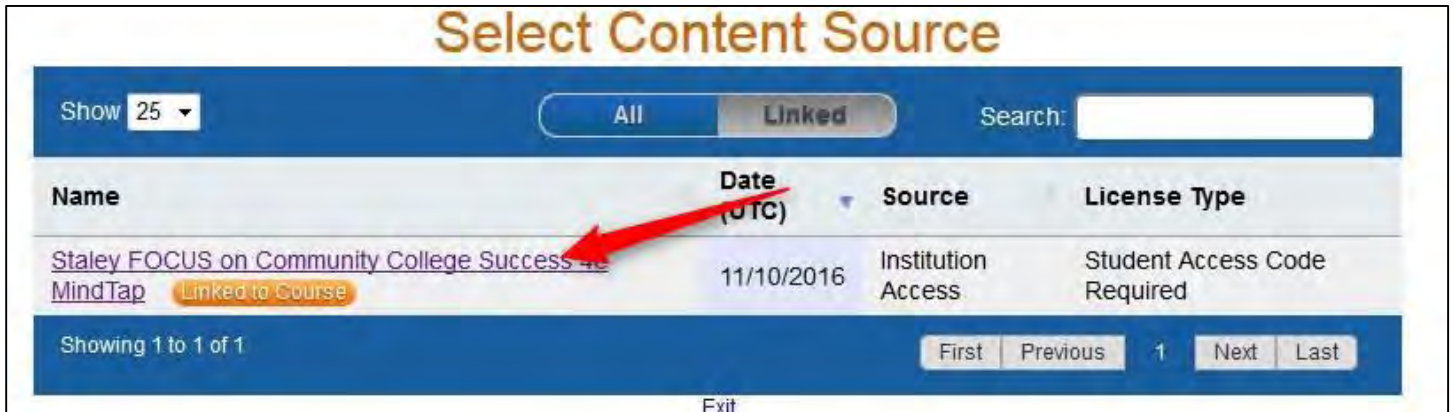 Select Content Source
Show 25 All Linked Search:
Name Date (UTC) Source License Type
Staley FOCUS on Community College Success
MindTap Linked to Course 11/10/2016 Institution Access Student Access Code Required
Showing 1 to 1 of 1 First Previous 1 Next Last
Exit